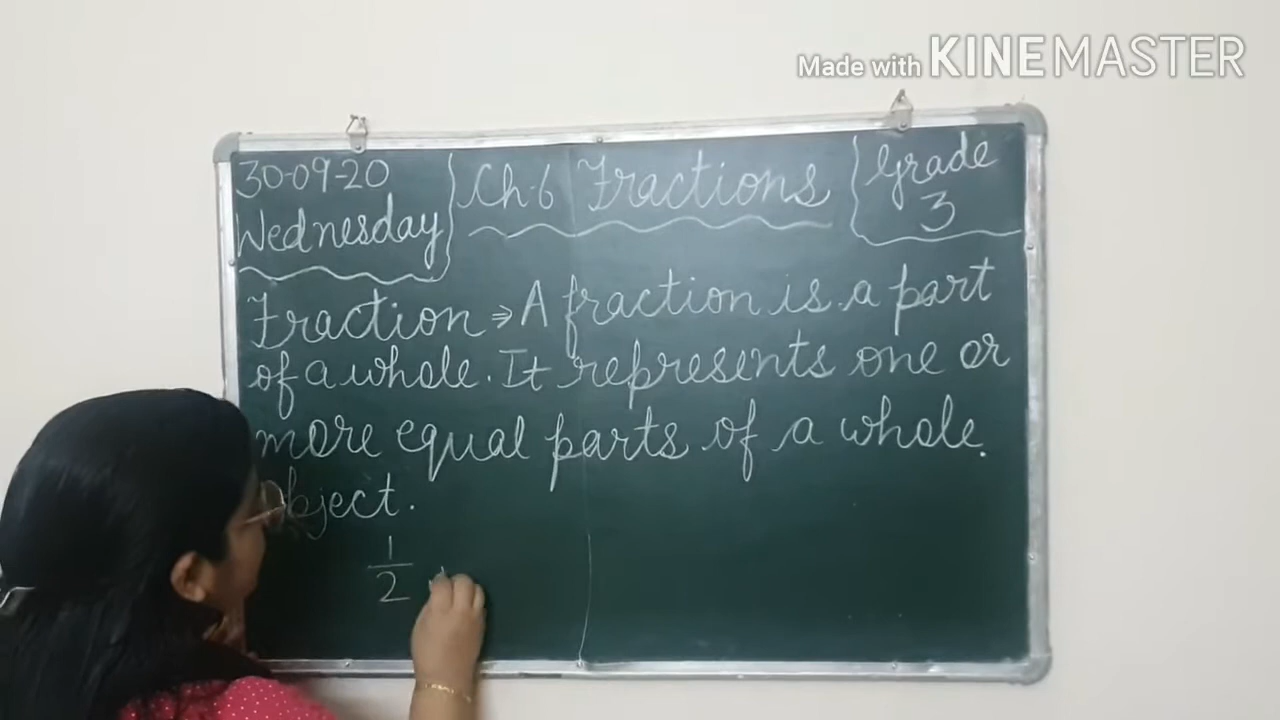 Made with KINEMASTER
30-09-20
Wednesday
Ch-6 Fractions
Grade
3
Fraction ⇒ A fraction is a part
of a whole. It represents one or
more equal parts of a whole.
object.
1
2